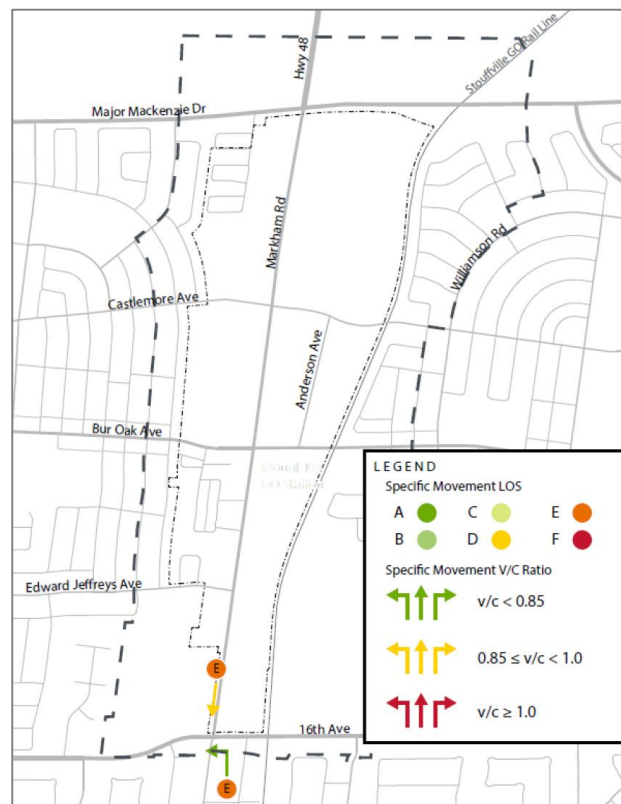 Hwy 48
Stouffville GO Rail Line
Major Mackenzie Dr
Markham Rd
Williamson Rd
Castlemore Ave
Anderson Ave
Bur Oak Ave
Edward Jeffreys Ave
E
16th Ave
E
LEGEND
Specific Movement LOS
A C E
B D F
Specific Movement V/C Ratio
v/c < 0.85
0.85 ≤ v/c < 1.0
v/c ≥ 1.0